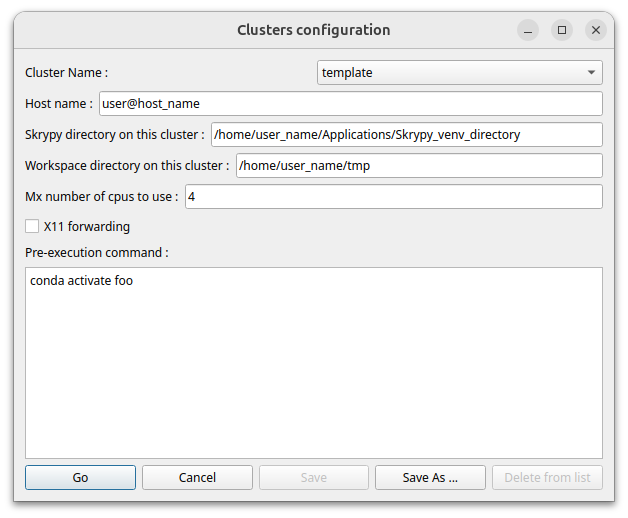 Clusters configuration
Cluster Name : template
Host name : user@host_name
Skrypy directory on this cluster : /home/user_name/Applications/Skrypy_venv_directory
Workspace directory on this cluster : /home/user_name/tmp
Mx number of cpus to use : 4
X11 forwarding
Pre-execution command :
conda activate foo
Go Cancel Save Save As ... Delete from list